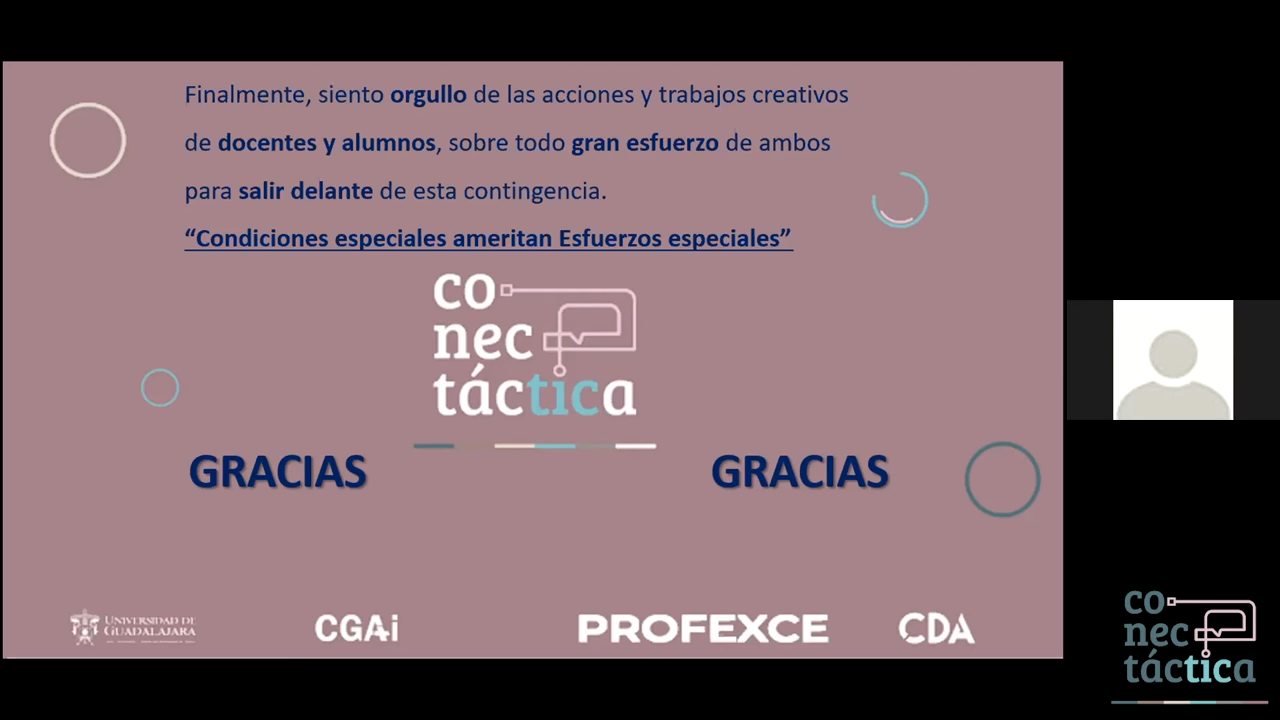 Finalmente, siento orgullo de las acciones y trabajos creativos
de docentes y alumnos, sobre todo gran esfuerzo de ambos
para salir delante de esta contingencia.
“Condiciones especiales ameritan Esfuerzos especiales”
co
nec
táctica
GRACIAS
GRACIAS
UNIVERSIDAD DE
GUADALAJARA
CGAi
PROFEXCE
CDA
co
nec
táctica